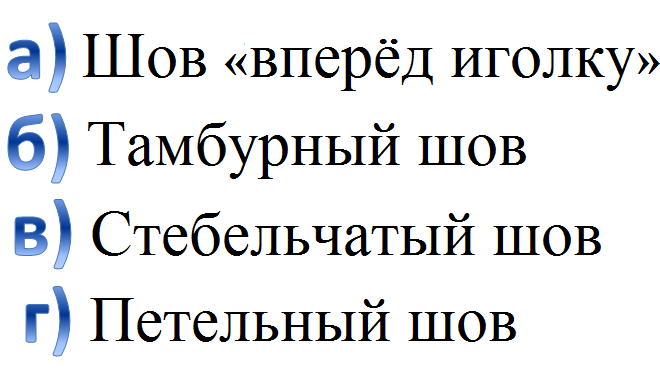 а) Шов «вперёд иголку»
б) Тамбурный шов
в) Стебельчатый шов
г) Петельный шов